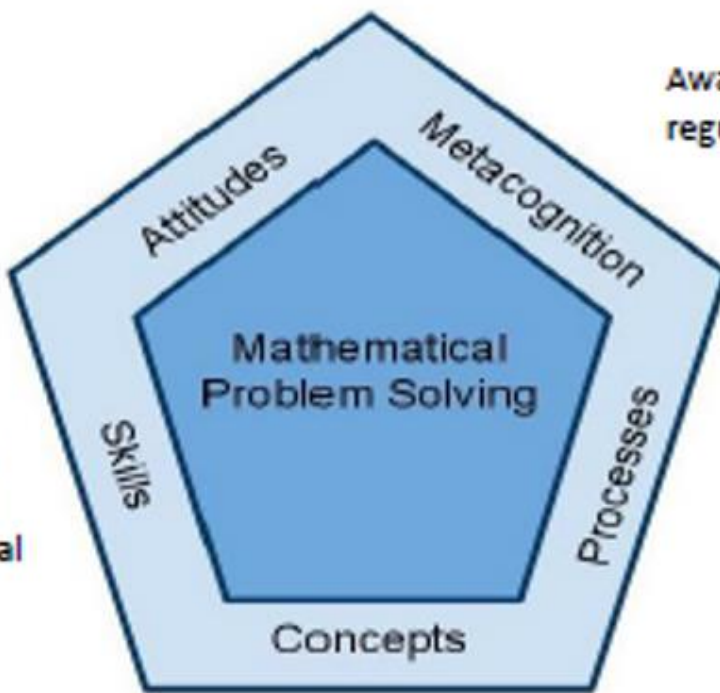 Attitudes
Metacognition
Mathematical
Problem Solving
Skills
Processes
Concepts